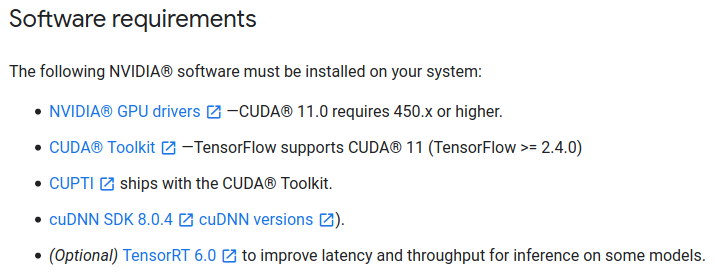 Software requirements
The following NVIDIA® software must be installed on your system:
• NVIDIA® GPU drivers —CUDA® 11.0 requires 450.x or higher.
• CUDA® Toolkit —TensorFlow supports CUDA® 11 (TensorFlow >= 2.4.0)
• CUPTI ships with the CUDA® Toolkit.
• cuDNN SDK 8.0.4 cuDNN versions ).
• (Optional) TensorRT 6.0 to improve latency and throughput for inference on some models.